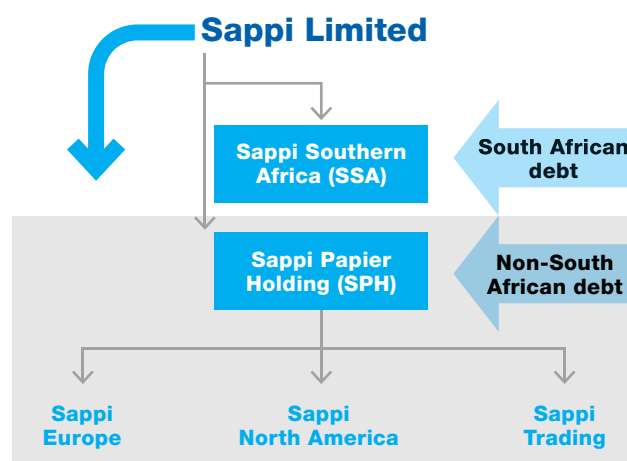 Sappi Limited
Sappi Southern
Africa (SSA)
South African
debt
Sappi Papier
Holding (SPH)
Non-South
African debt
Sappi
Europe
Sappi
North America
Sappi
Trading